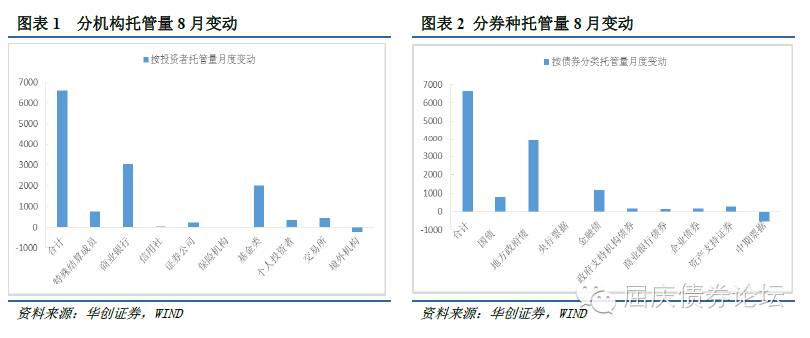 图表 1 分机构托管量 8 月变动
按投资者托管量月度变动
7000
6000
5000
4000
3000
2000
1000
0
-1000
合计
特殊结算成员
商业银行
信用社
证券公司
保险机构
基金类
个人投资者
交易所
境外机构
资料来源：华创证券，WIND
图表 2 分券种托管量 8 月变动
按债券分类托管量月度变动
7000
6000
5000
4000
3000
2000
1000
0
-1000
合计
国债
地方政府债
央行票据
金融债
政府支持机构债券
商业银行债券
企业债券
资产支持证券
中期票据
资料来源：华创证券，WIND
屈庆债券论坛